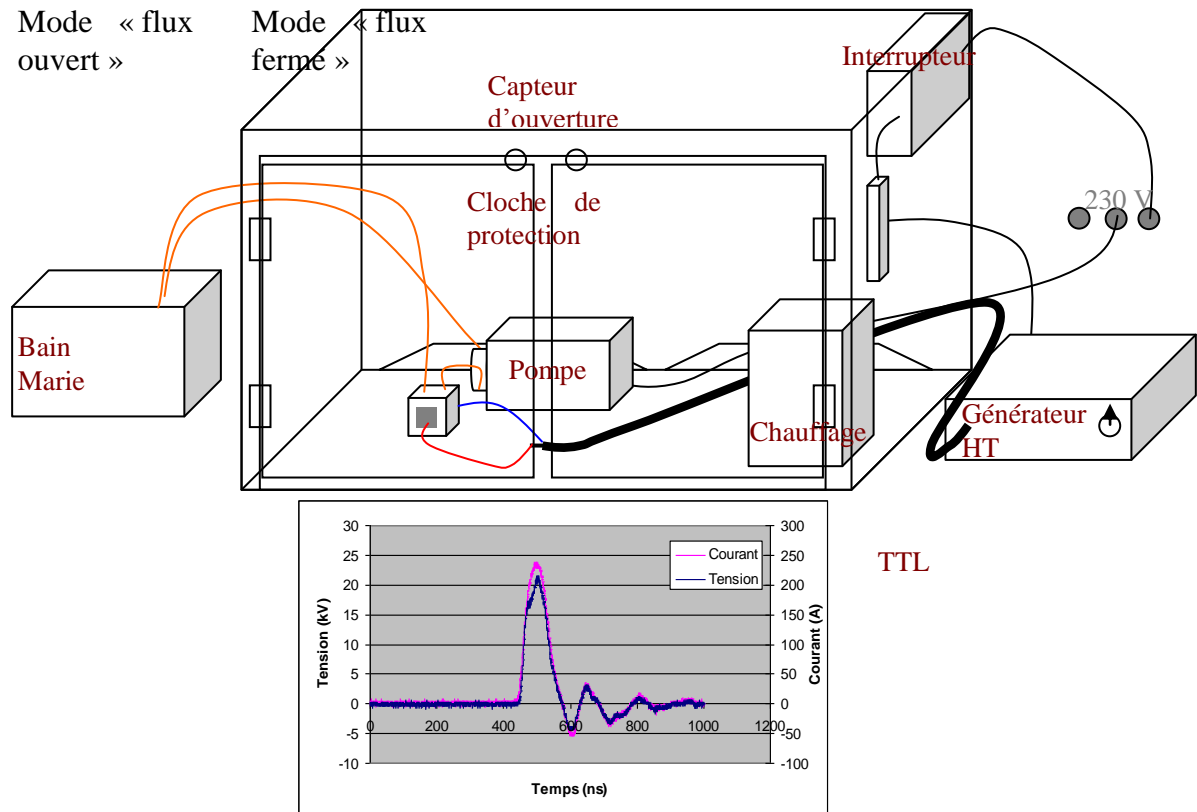 Mode « flux ouvert »
Mode « flux fermé »
Interrupteur
Capteur
d'ouverture
Cloche de
protection
230 V
Bain
Marie
Pompe
Chauffage
Générateur
HT
TTL
30
25
20
15
10
5
0
-5
-10
Tension (kV)
300
250
200
150
100
50
0
-50
-100
Courant (A)
Courant
Tension
0 200 400 600 800 1000 1200
Temps (ns)